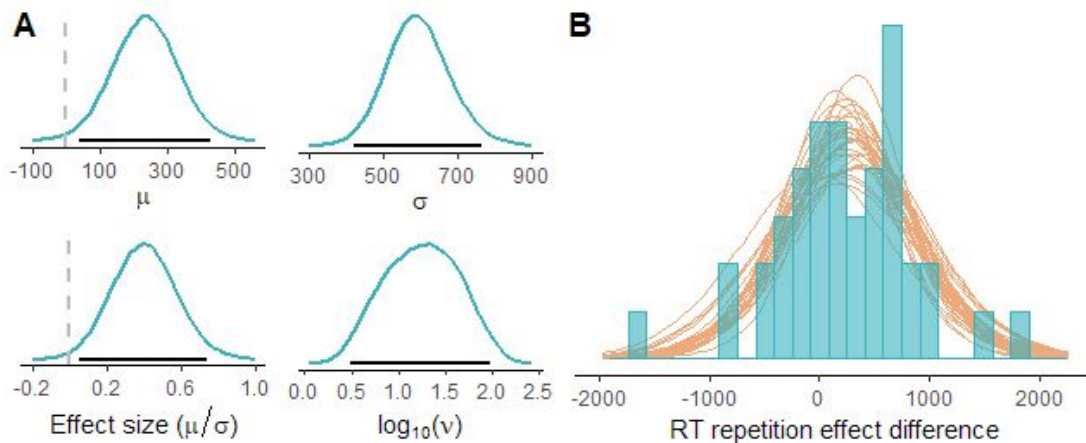 A
B
-100 100 300 500
μ
300 500 700 900
σ
-0.2 0.2 0.6 1.0
Effect size (μ/σ)
0.0 0.5 1.0 1.5 2.0 2.5
log₁₀(ν)
-2000 -1000 0 1000 2000
RT repetition effect difference